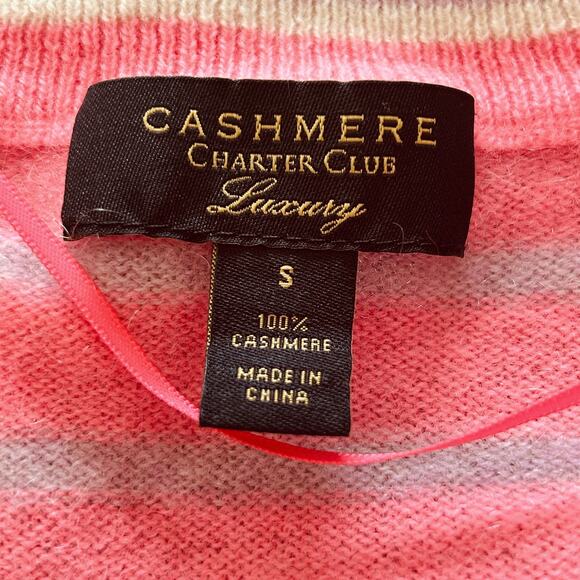 CASHMERE
CHARTER CLUB
Luxury
S
100%
CASHMERE
MADE IN
CHINA